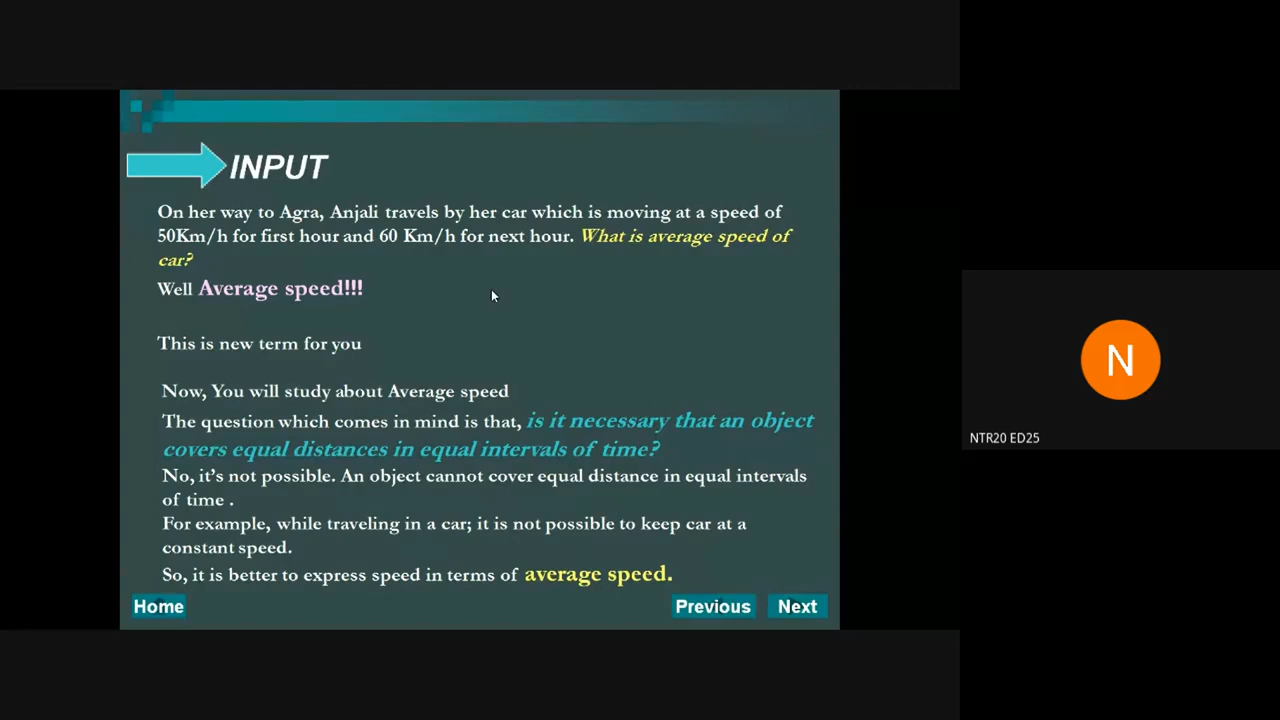 INPUT
On her way to Agra, Anjali travels by her car which is moving at a speed of
50Km/h for first hour and 60 Km/h for next hour. What is average speed of
car?
Well Average speed!!!
This is new term for you
Now, You will study about Average speed
The question which comes in mind is that, is it necessary that an object
covers equal distances in equal intervals of time?
No, it's not possible. An object cannot cover equal distance in equal intervals
of time .
For example, while traveling in a car; it is not possible to keep car at a
constant speed.
So, it is better to express speed in terms of average speed.
Home
Previous
Next
N
NTR20 ED25